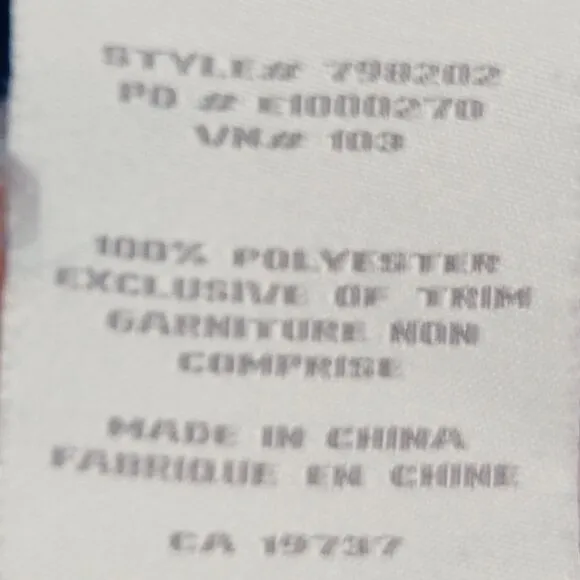 STYLE# 798202
PO # E1000270
VN# 103
100% POLYESTER
EXCLUSIVE OF TRIM
GARNITURE NON
COMPRISE
MADE IN CHINA
FABRIQUE EN CHINE
CA 19737